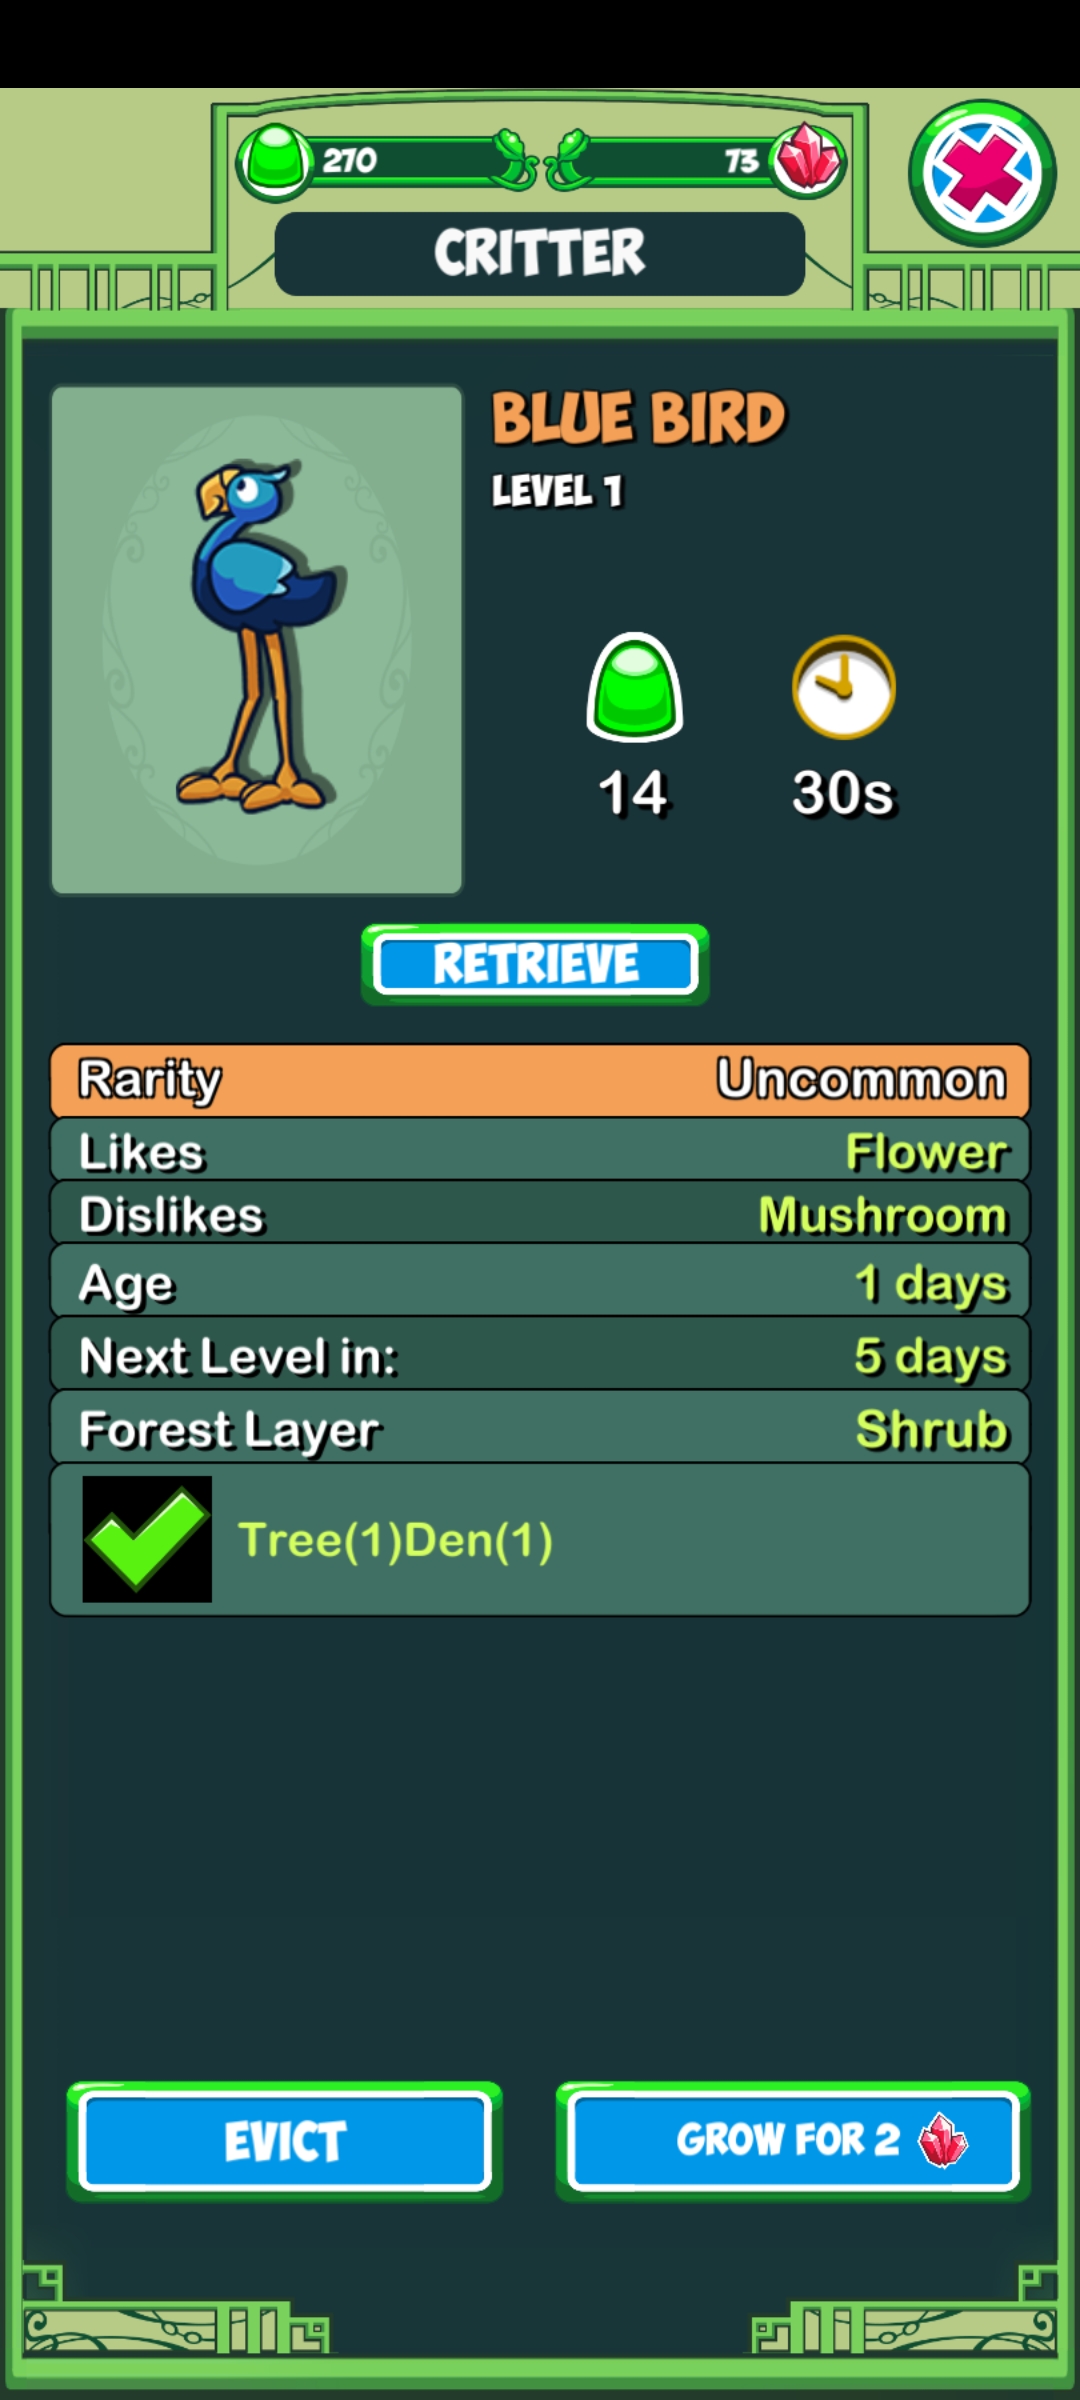 270
73
CRITTER
BLUE BIRD
LEVEL 1
14
30s
RETRIEVE
Rarity Uncommon
Likes Flower
Dislikes Mushroom
Age 1 days
Next Level in: 5 days
Forest Layer Shrub
Tree(1)Den(1)
EVICT
GROW FOR 2